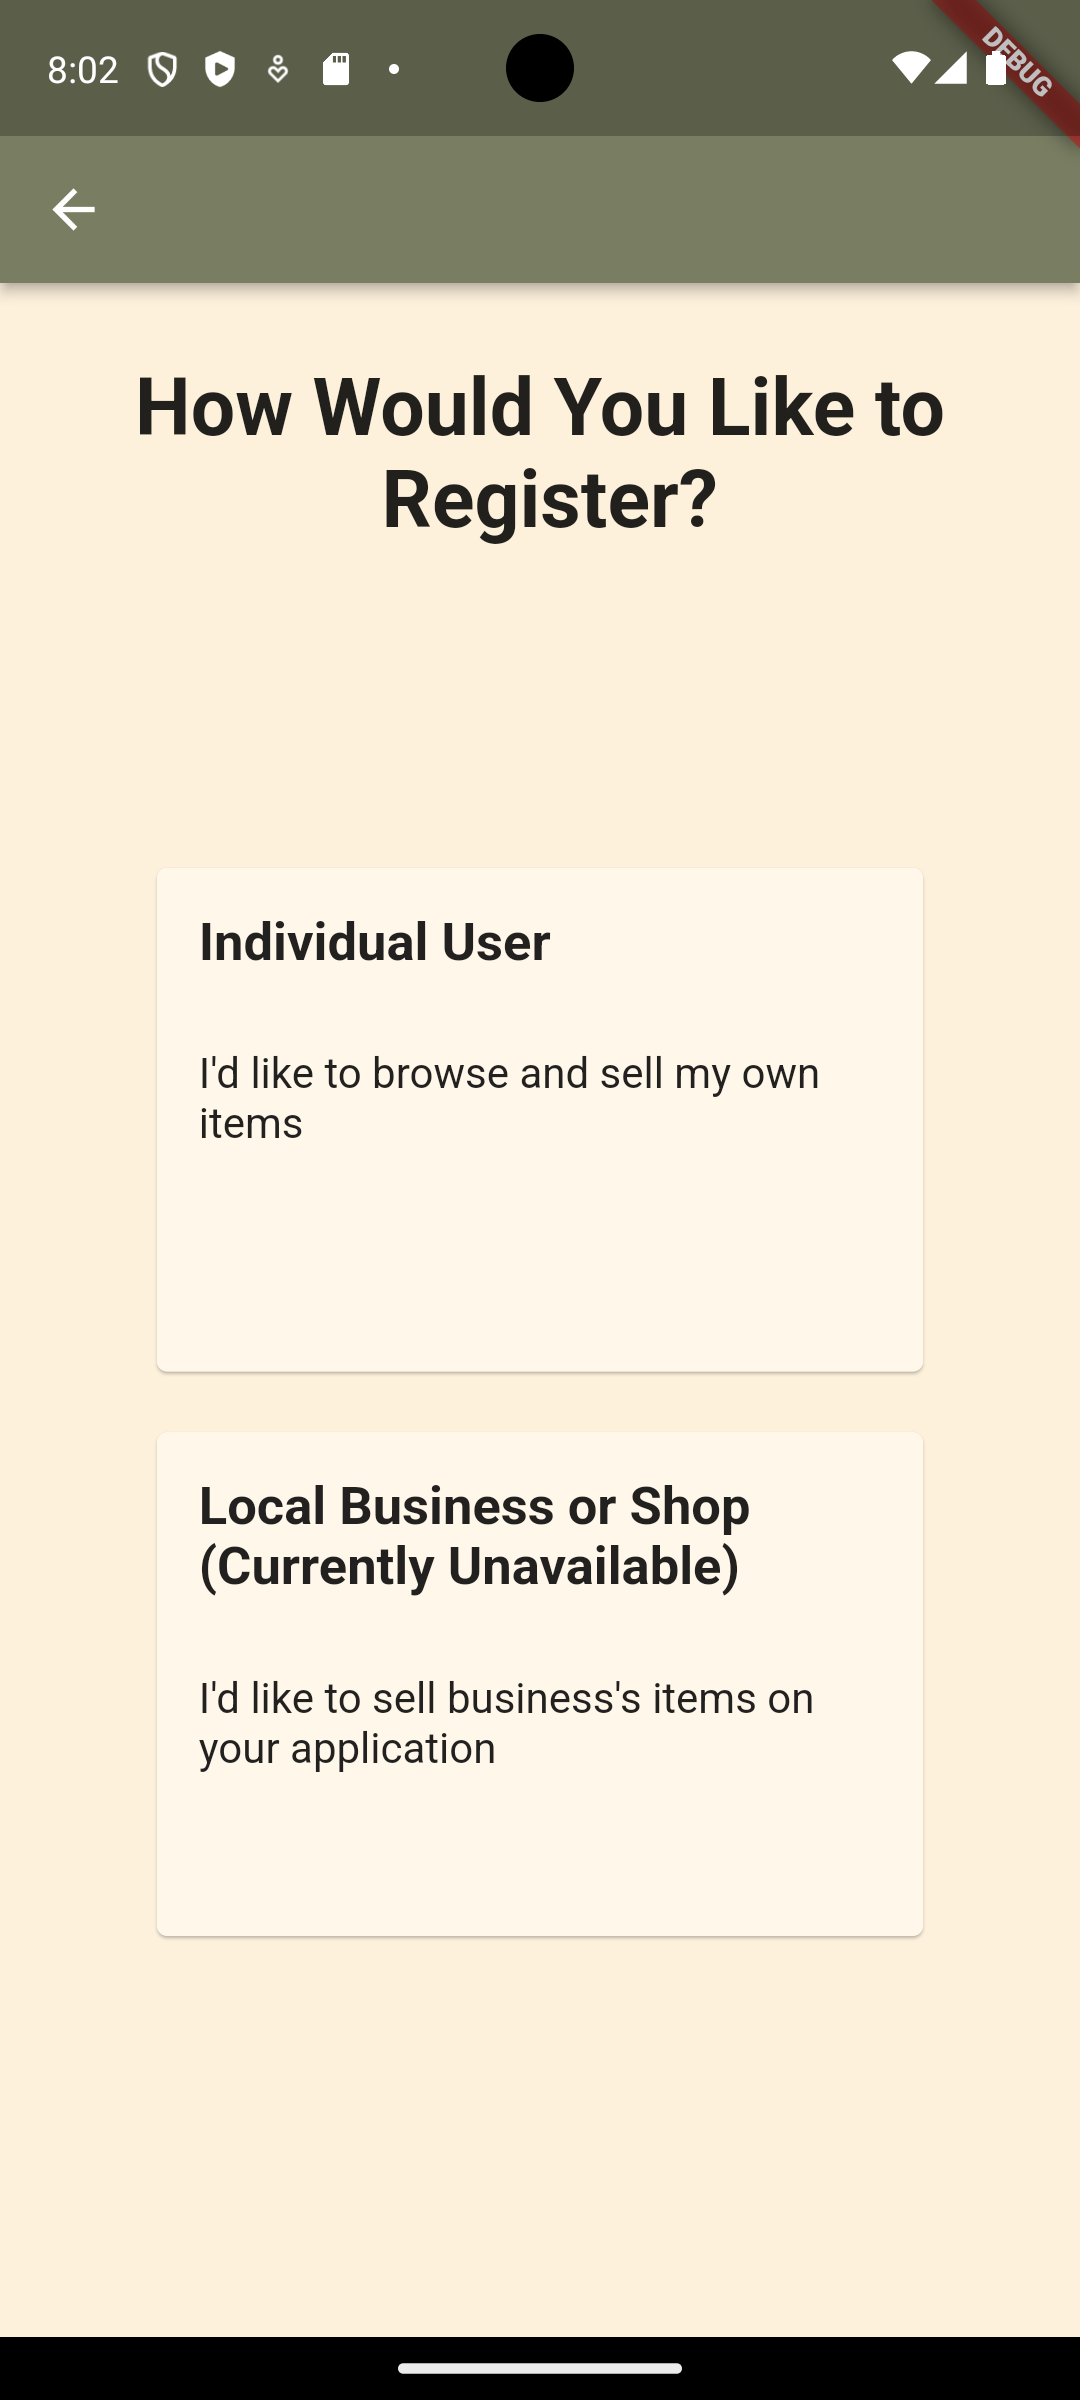 8:02
DEBUG
How Would You Like to
Register?
Individual User
I'd like to browse and sell my own
items
Local Business or Shop
(Currently Unavailable)
I'd like to sell business's items on
your application